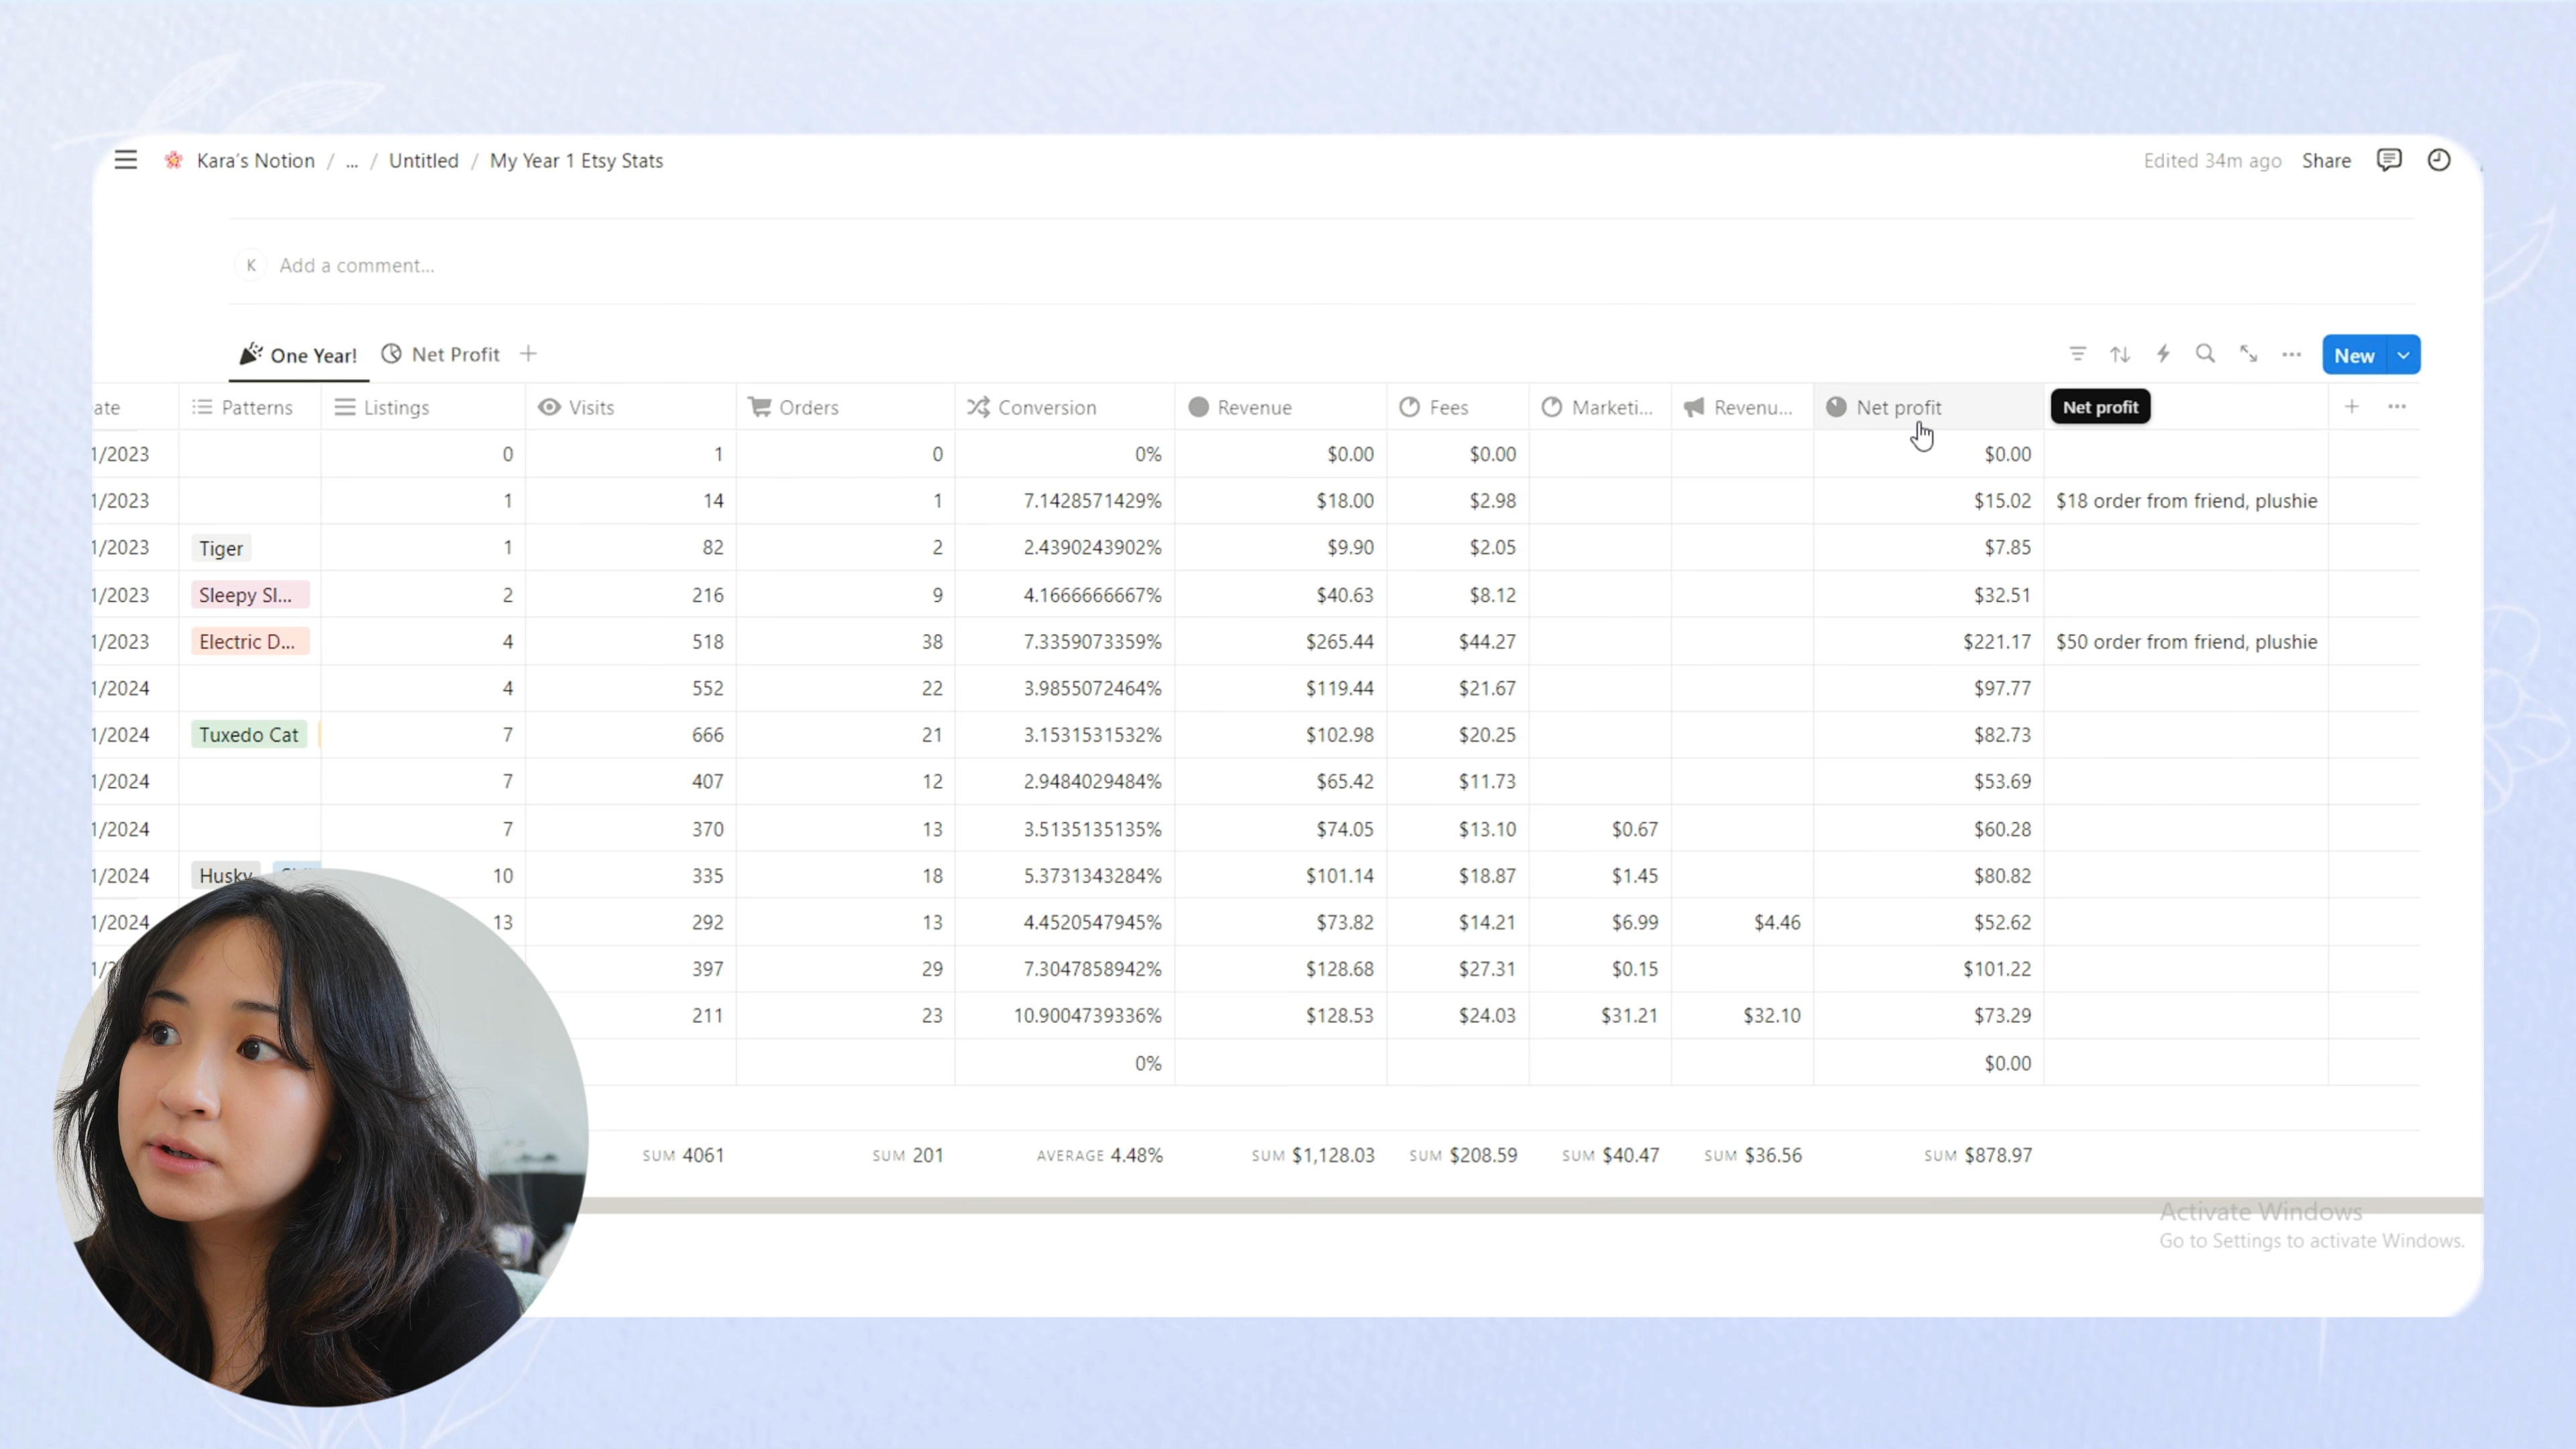 Kara's Notion / ... / Untitled / My Year 1 Etsy Stats Edited 34m ago Share
K Add a comment...
One Year! Net Profit + New
ate Patterns Listings Visits Orders Conversion Revenue Fees Marketi... Revenu... Net profit Net profit
1/2023 0 1 0 0% $0.00 $0.00 $0.00
1/2023 1 14 1 7.1428571429% $18.00 $2.98 $15.02 $18 order from friend, plushie
1/2023 Tiger 1 82 2 2.4390243902% $9.90 $2.05 $7.85
1/2023 Sleepy Sl... 2 216 9 4.1666666667% $40.63 $8.12 $32.51
1/2023 Electric D... 4 518 38 7.3359073359% $265.44 $44.27 $221.17 $50 order from friend, plushie
1/2024 4 552 22 3.9855072464% $119.44 $21.67 $97.77
1/2024 Tuxedo Cat 7 666 21 3.1531531532% $102.98 $20.25 $82.73
1/2024 7 407 12 2.9484029484% $65.42 $11.73 $53.69
1/2024 7 370 13 3.5135135135% $74.05 $13.10 $0.67 $60.28
1/2024 Husky 10 335 18 5.3731343284% $101.14 $18.87 $1.45 $80.82
1/2024 13 292 13 4.4520547945% $73.82 $14.21 $6.99 $4.46 $52.62
397 29 7.3047858942% $128.68 $27.31 $0.15 $101.22
211 23 10.9004739336% $128.53 $24.03 $31.21 $32.10 $73.29
0% $0.00
SUM 4061 SUM 201 AVERAGE 4.48% SUM $1,128.03 SUM $208.59 SUM $40.47 SUM $36.56 SUM $878.97
Activate Windows
Go to Settings to activate Windows.